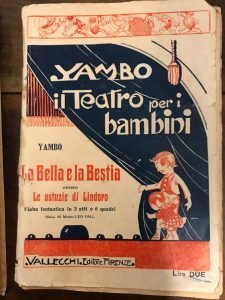 YAMBO
il Teatro per i
bambini
YAMBO
La Bella e la Bestia
ovvero
Le astuzie di Lindoro
Fiaba fantastica in 3 atti e 6 quadri
Musica del Maestro LEO FALL
VALLECCHI. Editore FIRENZE.
Lire DUE